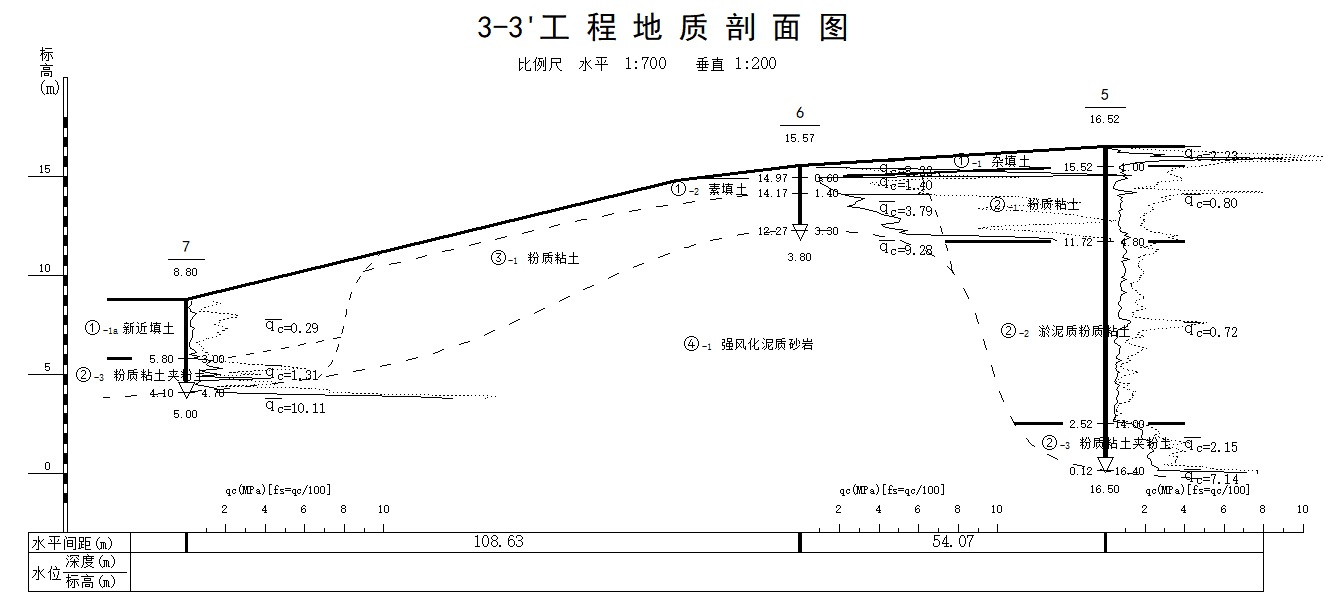 3-3'工 程 地 质 剖 面 图
比例尺 水平 1:700 垂直 1:200
标高(m)
15
10
5
0
7
8.80
①-1a 新近填土
5.80 3.00
②-3 粉质粘土夹粉土
4.10 4.70
5.00
qc=0.29
qc=1.31
qc=10.11
6
15.57
①-2 素填土
14.97 0.60
14.17 1.40
12.27 3.30
3.80
qc=1.40
qc=3.79
qc=9.28
③-1 粉质粘土
④-1 强风化泥质砂岩
5
16.52
①-1 杂填土
15.52 1.00
②-1 粉质粘土
11.72 4.80
②-2 淤泥质粉质粘土
2.52 14.00
②-3 粉质粘土夹粉土
0.12 16.40
16.50
qc=2.23
qc=0.80
qc=0.72
qc=2.15
qc=7.14
qc(MPa)[fs=qc/100]
2 4 6 8 10
qc(MPa)[fs=qc/100]
2 4 6 8 10
qc(MPa)[fs=qc/100]
2 4 6 8 10
水平间距(m) 108.63 54.07
水位 深度(m)
标高(m)